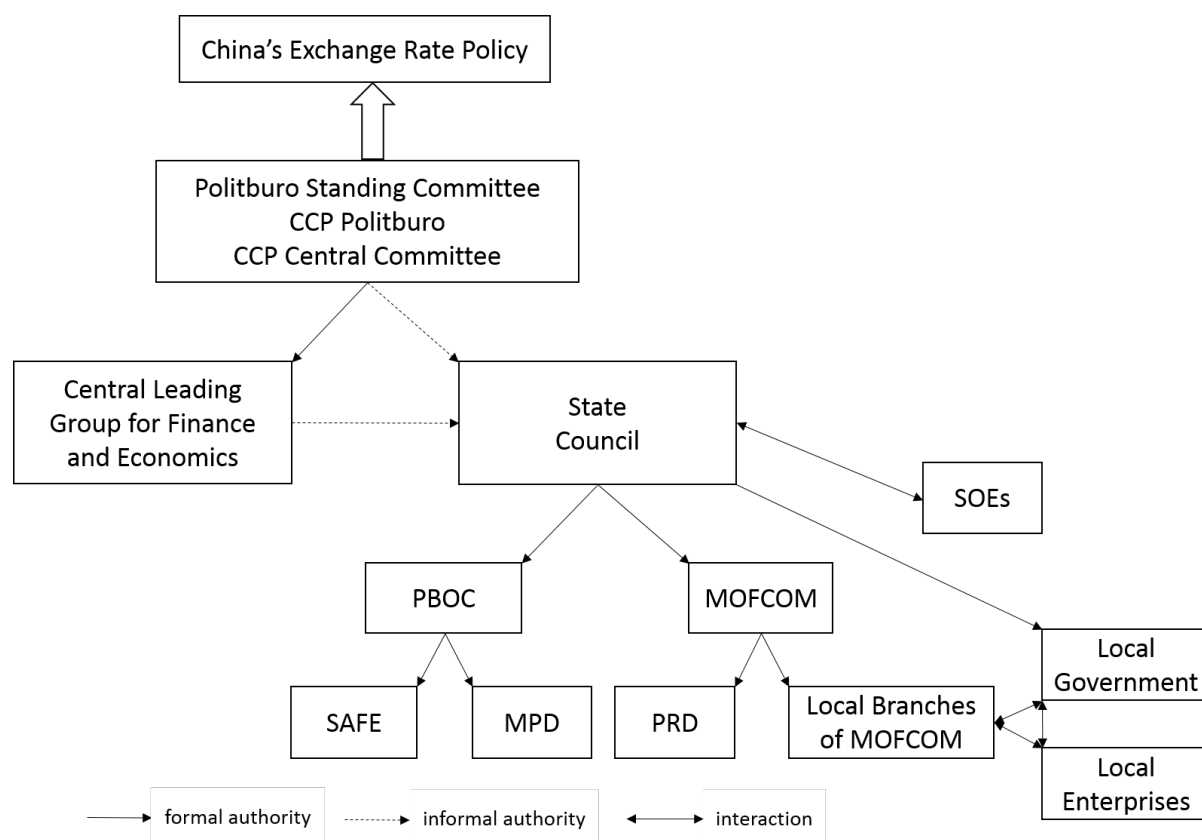 China’s Exchange Rate Policy
Politburo Standing Committee
CCP Politburo
CCP Central Committee
Central Leading
Group for Finance
and Economics
State
Council
SOEs
PBOC
MOFCOM
Local
Government
SAFE
MPD
PRD
Local Branches
of MOFCOM
Local
Enterprises
formal authority
informal authority
interaction